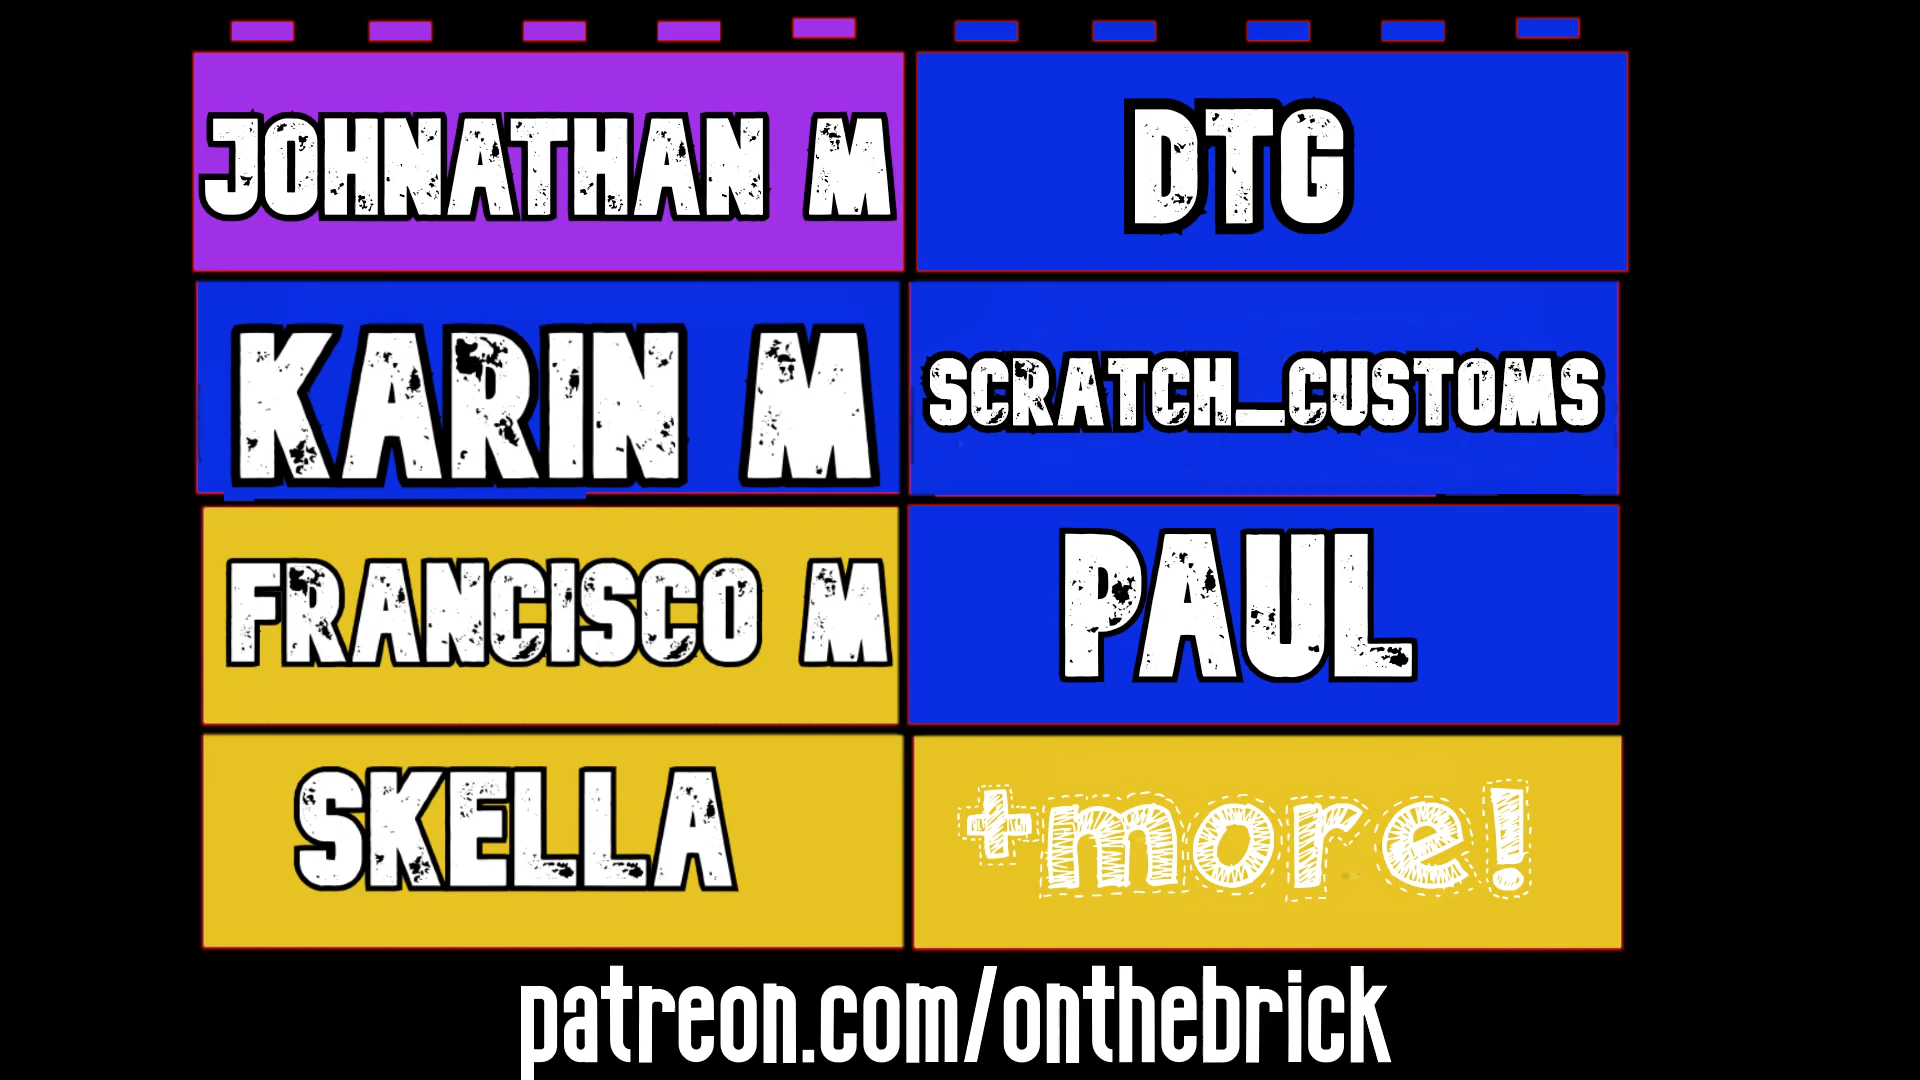 JOHNATHAN M
DTG
KARIN M
SCRATCH_CUSTOMS
FRANCISCO M
PAUL
SKELLA
+more!
patreon.com/onthebrick